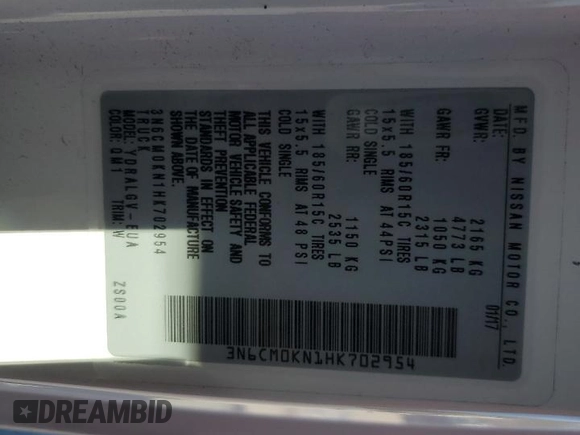 MFD. BY NISSAN MOTOR CO., LTD.
01/17
GVWR: 2165 KG
4773 LB
GAWR FR: 1050 KG
2315 LB
WITH 185/60R15C TIRES
15x5.5 RIMS AT 44PSI
COLD SINGLE
GAWR RR: 1150 KG
2535 LB
WITH 185/60R15C TIRES
15x5.5 RIMS AT 48 PSI
COLD SINGLE
THIS VEHICLE CONFORMS TO
ALL APPLICABLE FEDERAL
MOTOR VEHICLE SAFETY AND
THEFT PREVENTION
STANDARDS IN EFFECT ON
THE DATE OF MANUFACTURE
SHOWN ABOVE.
3N6CM0KN1HK702954
3N6CM0KN1HK702954
TRUCK
MODEL: YDRALGV-EUA
COLOR: QM1 TRIM: W ZS00A
DREAMBID